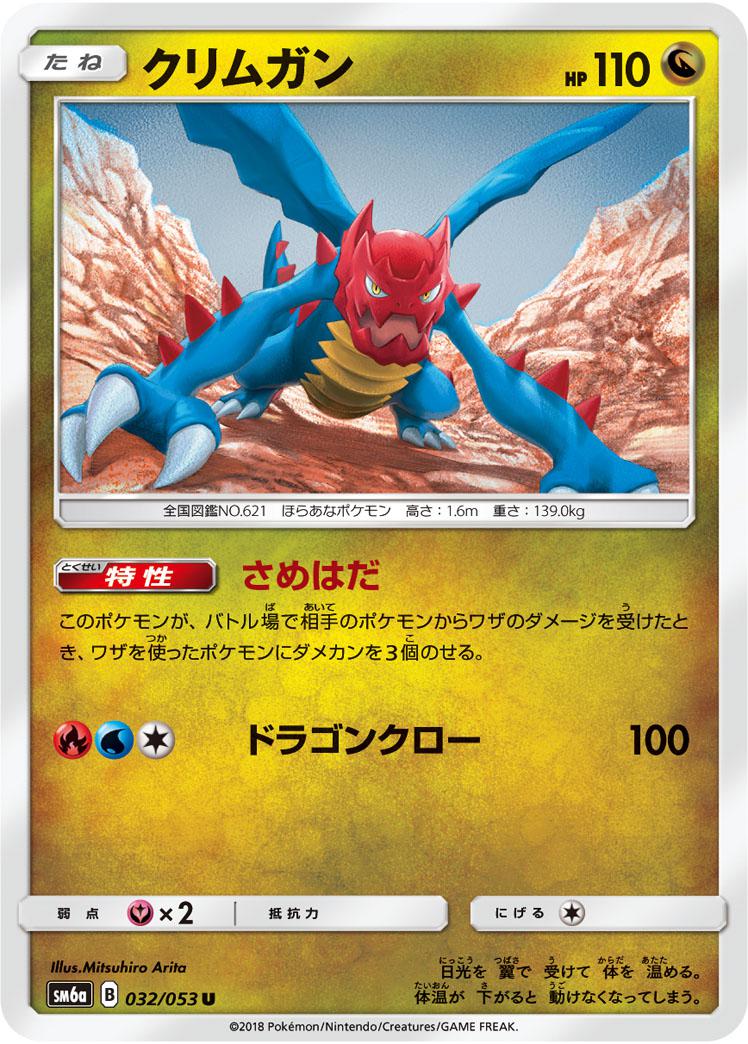 たね クリムガン HP 110
全国図鑑NO.621 ほらあなポケモン 高さ：1.6m 重さ：139.0kg
とくせい 特性 さめはだ
このポケモンが、バトル場で相手のポケモンからワザのダメージを受けたと
き、ワザを使ったポケモンにダメカンを3個のせる。
ドラゴンクロー 100
弱点 ×2 抵抗力 にげる
Illus.Mitsuhiro Arita
日光を 翼で 受けて 体を 温める。
体温が 下がると 動けなくなってしまう。
SM6a B 032/053 U
©2018 Pokémon/Nintendo/Creatures/GAME FREAK.